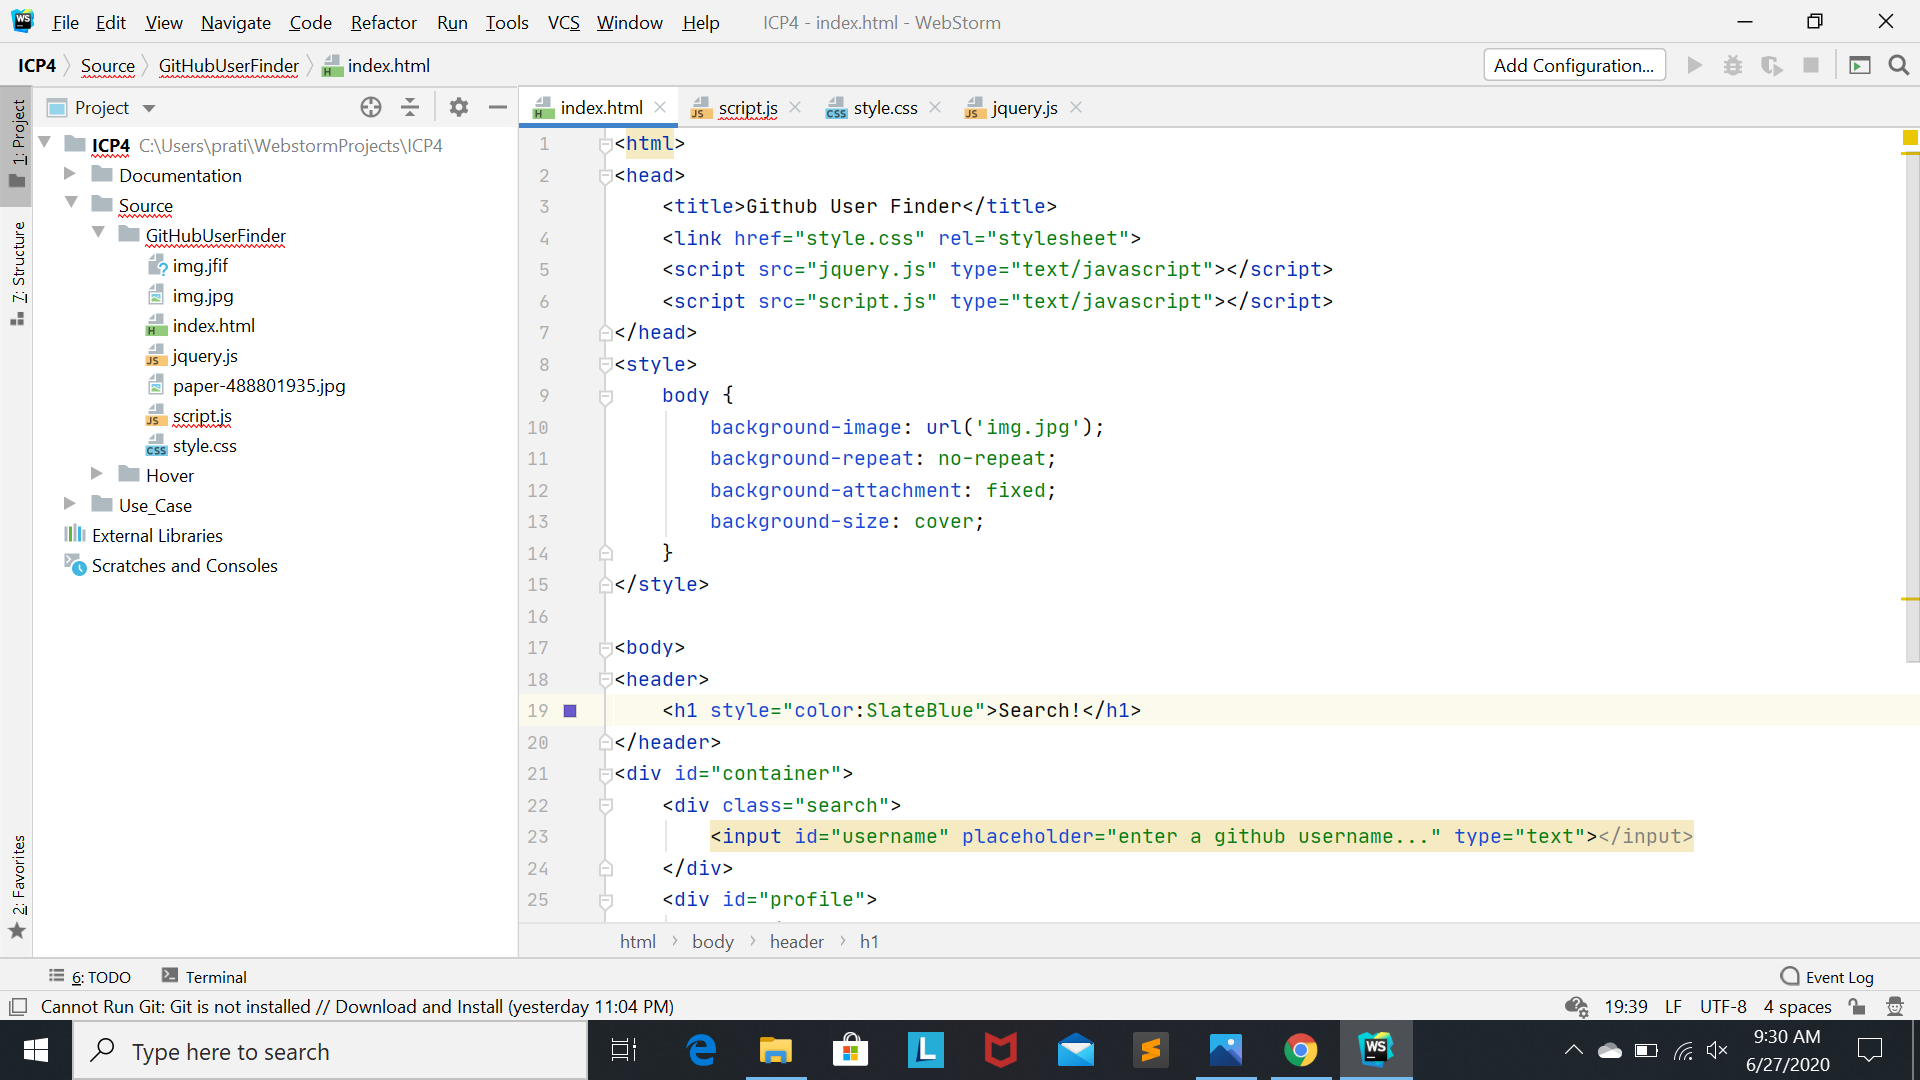 File Edit View Navigate Code Refactor Run Tools VCS Window Help ICP4 - index.html - WebStorm
ICP4 Source GitHubUserFinder index.html Add Configuration...
Project
index.html script.js style.css jquery.js
1: Project
7: Structure
2: Favorites
ICP4 C:\Users\prati\WebstormProjects\ICP4
Documentation
Source
GitHubUserFinder
img.jfif
img.jpg
index.html
jquery.js
paper-488801935.jpg
script.js
style.css
Hover
Use_Case
External Libraries
Scratches and Consoles
1 <html>
2 <head>
3 <title>Github User Finder</title>
4 <link href="style.css" rel="stylesheet">
5 <script src="jquery.js" type="text/javascript"></script>
6 <script src="script.js" type="text/javascript"></script>
7 </head>
8 <style>
9 body {
10 background-image: url('img.jpg');
11 background-repeat: no-repeat;
12 background-attachment: fixed;
13 background-size: cover;
14 }
15 </style>
16
17 <body>
18 <header>
19 <h1 style="color:SlateBlue">Search!</h1>
20 </header>
21 <div id="container">
22 <div class="search">
23 <input id="username" placeholder="enter a github username..." type="text"></input>
24 </div>
25 <div id="profile">
html body header h1
6: TODO Terminal Event Log
Cannot Run Git: Git is not installed // Download and Install (yesterday 11:04 PM) 19:39 LF UTF-8 4 spaces
Type here to search
9:30 AM
6/27/2020